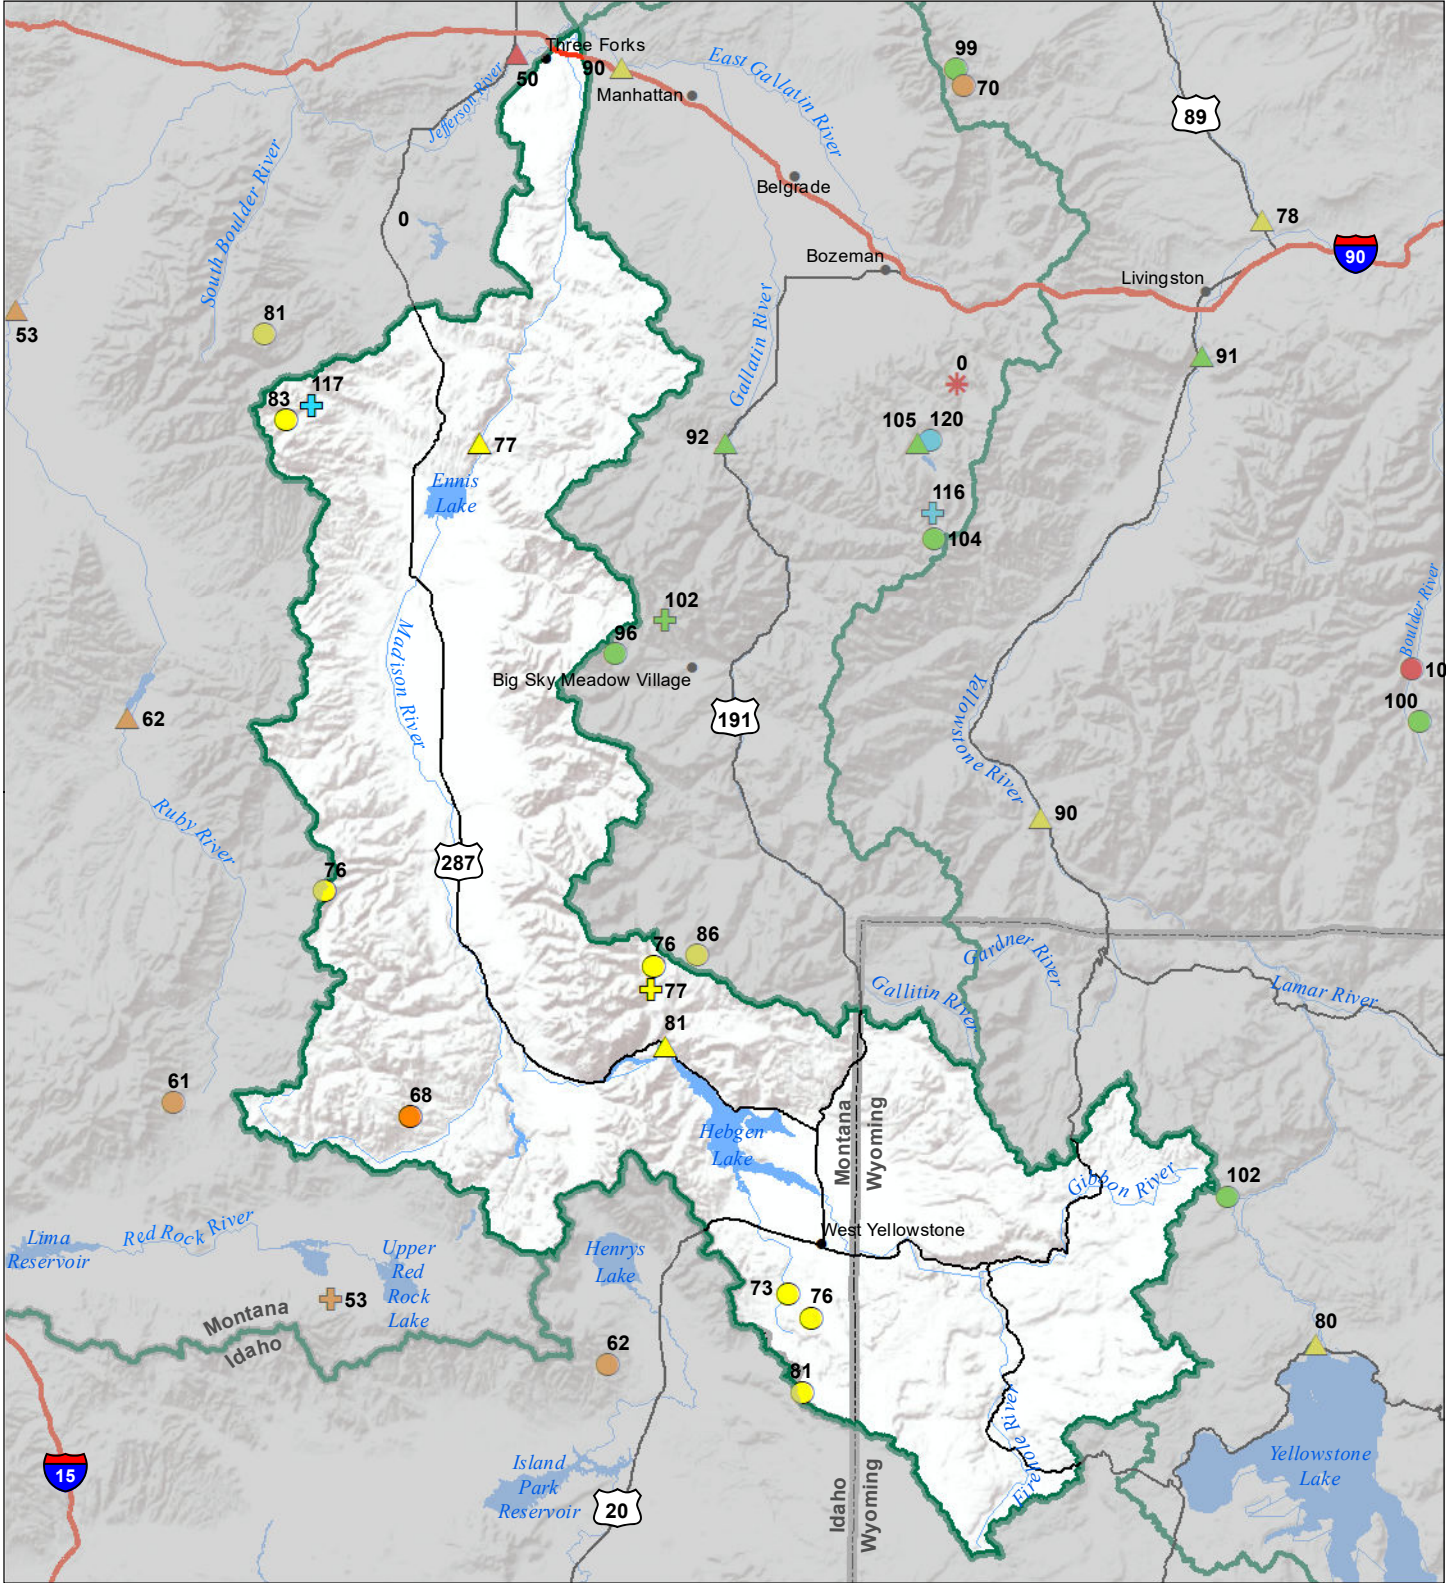 99
Three Forks
50
90
East Gallatin River
70
Manhattan
89
Jefferson River
Belgrade
South Boulder River
0
78
Bozeman
90
Livingston
53
81
Gallatin River
91
0
117
83
77
92
105
120
Ennis
Lake
116
104
Boulder River
102
96
Madison River
Big Sky Meadow Village
10
100
62
191
Yellowstone River
Ruby River
90
287
76
76
86
Gardner River
77
Gallitin River
Lamar River
81
61
68
Hebgen
Lake
Montana
Wyoming
Gibbon River
102
Lima
Reservoir
Red Rock River
Upper
Red
Rock
Lake
Henrys
Lake
West Yellowstone
53
Montana
Idaho
73
76
62
80
81
Firehole River
15
Island
Park
Reservoir
20
Idaho
Wyoming
Yellowstone
Lake